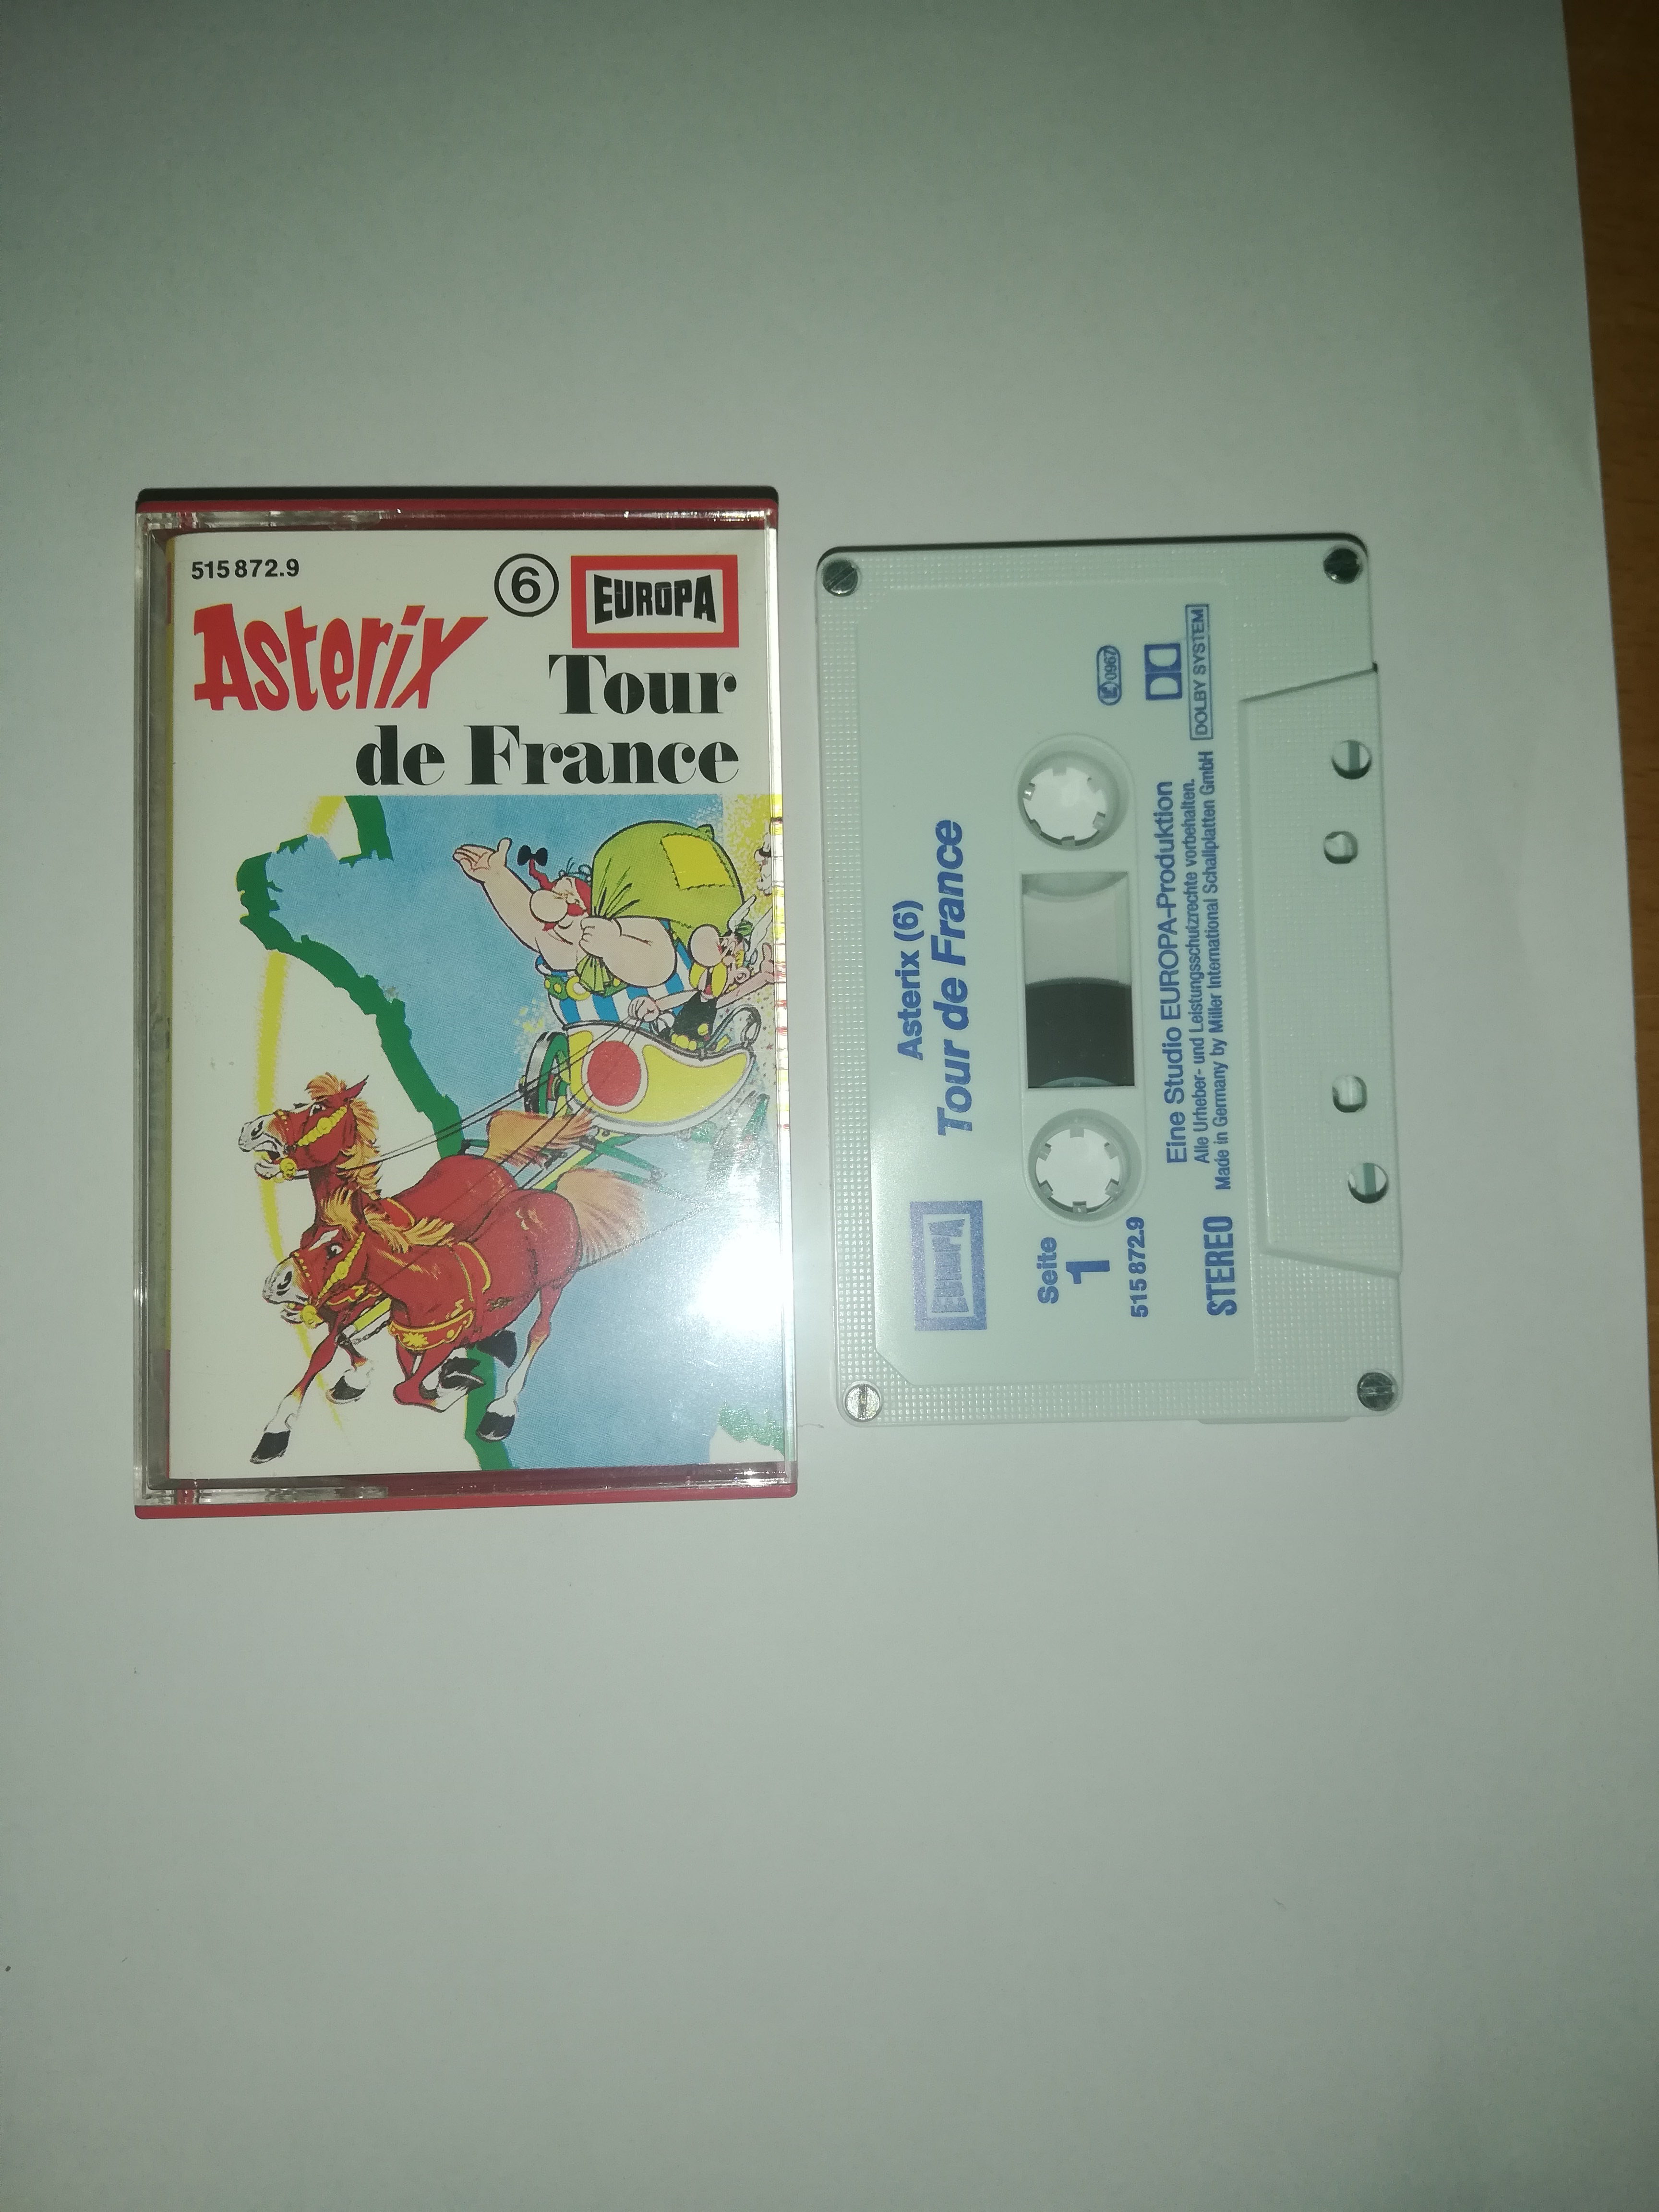 515 872.9
6
EUROPA
Asterix
Tour
de France
EUROPA
Asterix (6)
Tour de France
Seite
1
515 872.9
0967
Eine Studio EUROPA-Produktion
Alle Urheber- und Leistungsschutzrechte vorbehalten.
STEREO
Made in Germany by Miller International Schallplatten GmbH
DOLBY SYSTEM